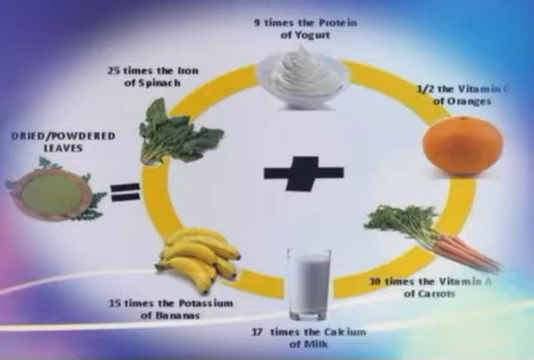 9 times the Protein
of Yogurt
25 times the Iron
of Spinach
1/2 the Vitamin C
of Oranges
DRIED/POWDERED
LEAVES
=
+
10 times the Vitamin A
of Carrots
15 times the Potassium
of Bananas
17 times the Calcium
of Milk